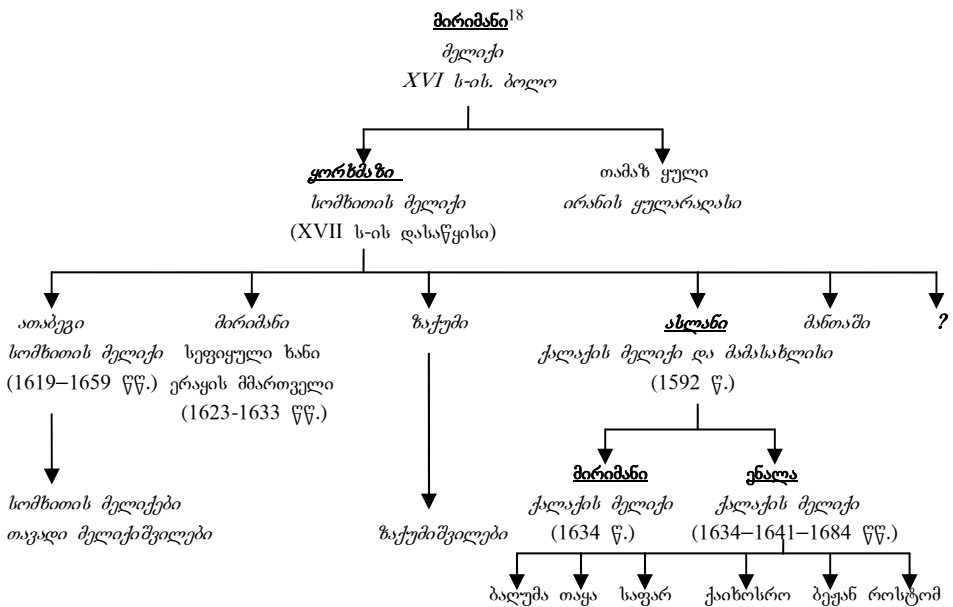 მირიმანი18
მელიქი
XVI ს-ის. ბოლო
ყორხმაზი
სომხითის მელიქი
(XVII ს-ის დასაწყისი)
თამაზ ყული
ირანის ყულარაღასი
ათაბეგი
სომხითის მელიქი
(1619–1659 წწ.)
მირიმანი
სეფიყული ხანი
ერაყის მმართველი
(1623-1633 წწ.)
ზაქუმი
ასლანი
ქალაქის მელიქი და მამასახლისი
(1592 წ.)
მანთაში
?
სომხითის მელიქები
თავადი მელიქიშვილები
ზაქუმიშვილები
მირიმანი
ქალაქის მელიქი
(1634 წ.)
ენალა
ქალაქის მელიქი
(1634–1641–1684 წწ.)
ბაღუმა თაყა საფარ ქაიხოსრო ბეჟან როსტომ